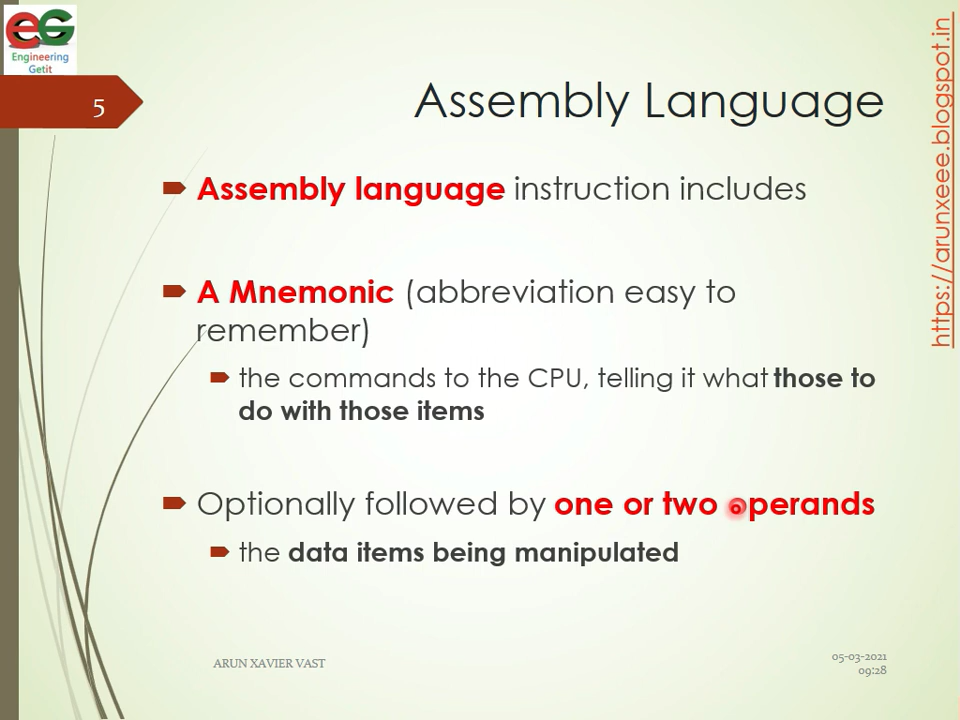 eG
Engineering
Getit
5
Assembly Language
https://arunxeee.blogspot.in
Assembly language instruction includes
A Mnemonic (abbreviation easy to
remember)
the commands to the CPU, telling it what those to
do with those items
Optionally followed by one or two operands
the data items being manipulated
ARUN XAVIER VAST
05-03-2021
09:28